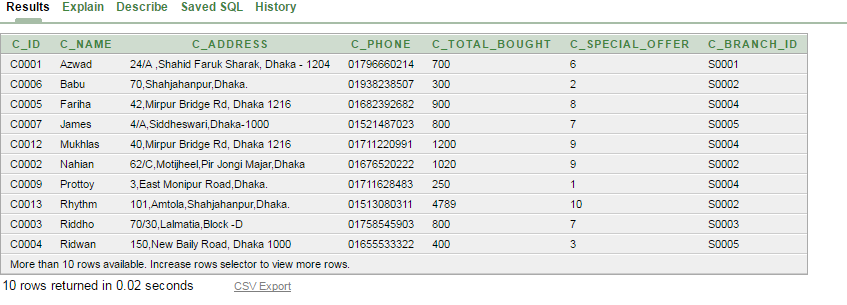 Results Explain Describe Saved SQL History
C_ID C_NAME C_ADDRESS C_PHONE C_TOTAL_BOUGHT C_SPECIAL_OFFER C_BRANCH_ID
C0001 Azwad 24/A ,Shahid Faruk Sharak, Dhaka - 1204 01796660214 700 6 S0001
C0006 Babu 70,Shahjahanpur,Dhaka. 01938238507 300 2 S0002
C0005 Fariha 42,Mirpur Bridge Rd, Dhaka 1216 01682392682 900 8 S0004
C0007 James 4/A,Siddheswari,Dhaka-1000 01521487023 800 7 S0005
C0012 Mukhlas 40,Mirpur Bridge Rd, Dhaka 1216 01711220991 1200 9 S0004
C0002 Nahian 62/C,Motijheel,Pir Jongi Majar,Dhaka 01676520222 1020 9 S0002
C0009 Prottoy 3,East Monipur Road,Dhaka. 01711628483 250 1 S0004
C0013 Rhythm 101,Amtola,Shahjahanpur,Dhaka. 01513080311 4789 10 S0002
C0003 Riddho 70/30,Lalmatia,Block -D 01758545903 800 7 S0003
C0004 Ridwan 150,New Baily Road, Dhaka 1000 01655533322 400 3 S0005
More than 10 rows available. Increase rows selector to view more rows.
10 rows returned in 0.02 seconds CSV Export